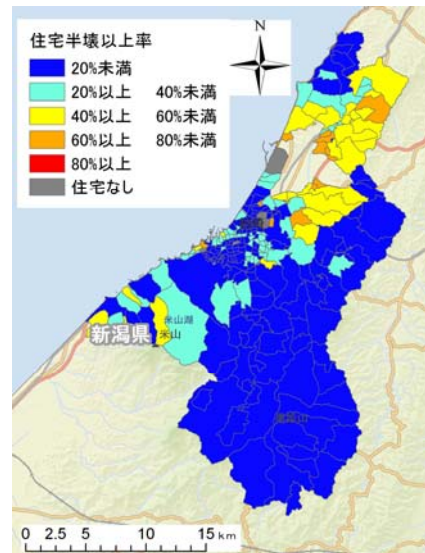 住宅半壊以上率
20%未満
20%以上 40%未満
40%以上 60%未満
60%以上 80%未満
80%以上
住宅なし
N
米山湖
米山
新潟県
0 2.5 5 10 15 km